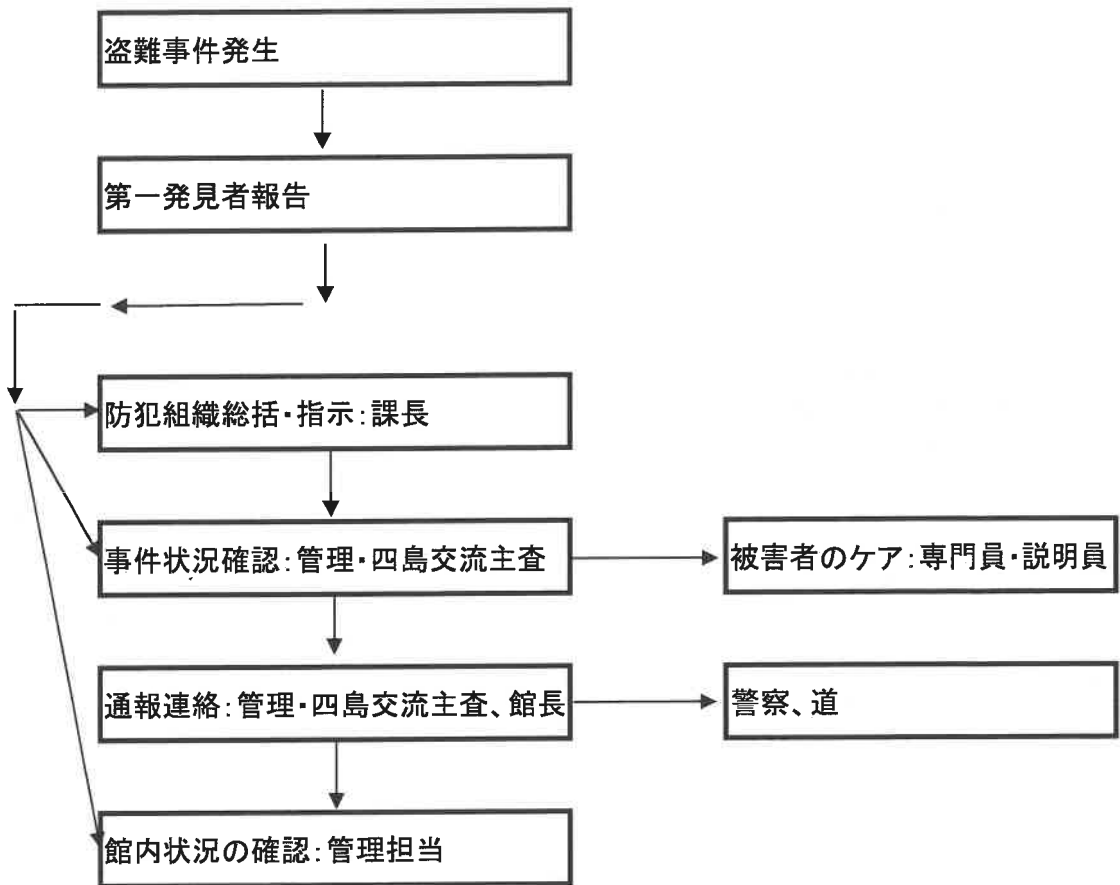 盗難事件発生
第一発見者報告
防犯組織総括・指示：課長
事件状況確認：管理・四島交流主査
被害者のケア：専門員・説明員
通報連絡：管理・四島交流主査、館長
警察、道
館内状況の確認：管理担当